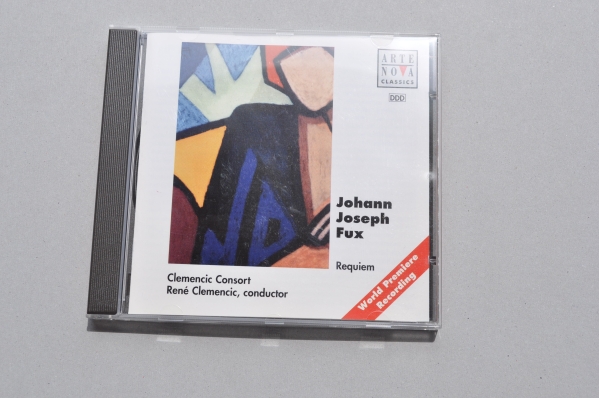 ARTE
NOVA
CLASSICS
DDD
Johann
Joseph
Fux
Requiem
Clemencic Consort
René Clemencic, conductor
World Premiere
Recording